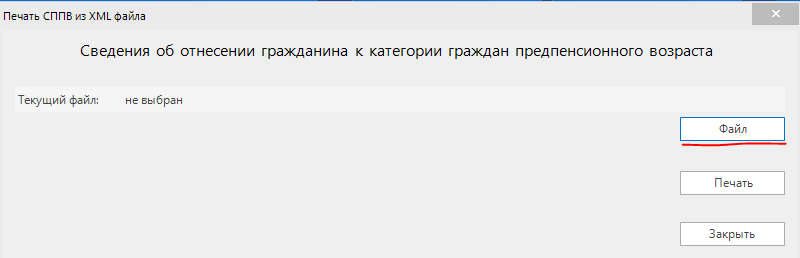 Печать СППВ из XML файла
Сведения об отнесении гражданина к категории граждан предпенсионного возраста
Текущий файл: не выбран
Файл
Печать
Закрыть